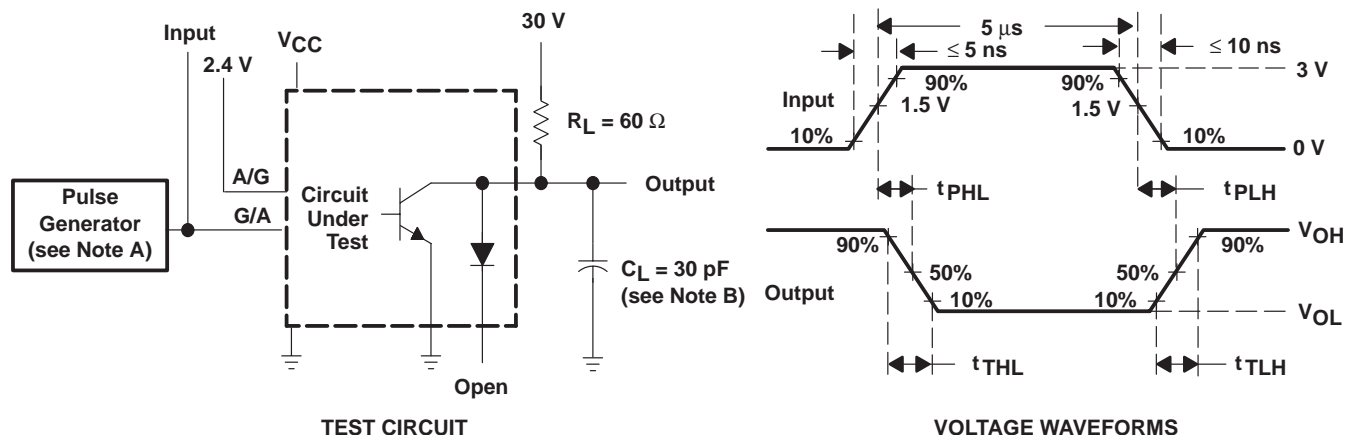 Input
2.4 V
VCC
30 V
RL = 60 Ω
A/G
G/A
Pulse
Generator
(see Note A)
Circuit
Under
Test
Output
CL = 30 pF
(see Note B)
Open
TEST CIRCUIT
5 μs
≤ 5 ns
≤ 10 ns
3 V
90%
90%
Input
1.5 V
1.5 V
10%
10%
0 V
tPHL
tPLH
VOH
90%
90%
50%
50%
Output
10%
10%
VOL
tTHL
tTLH
VOLTAGE WAVEFORMS